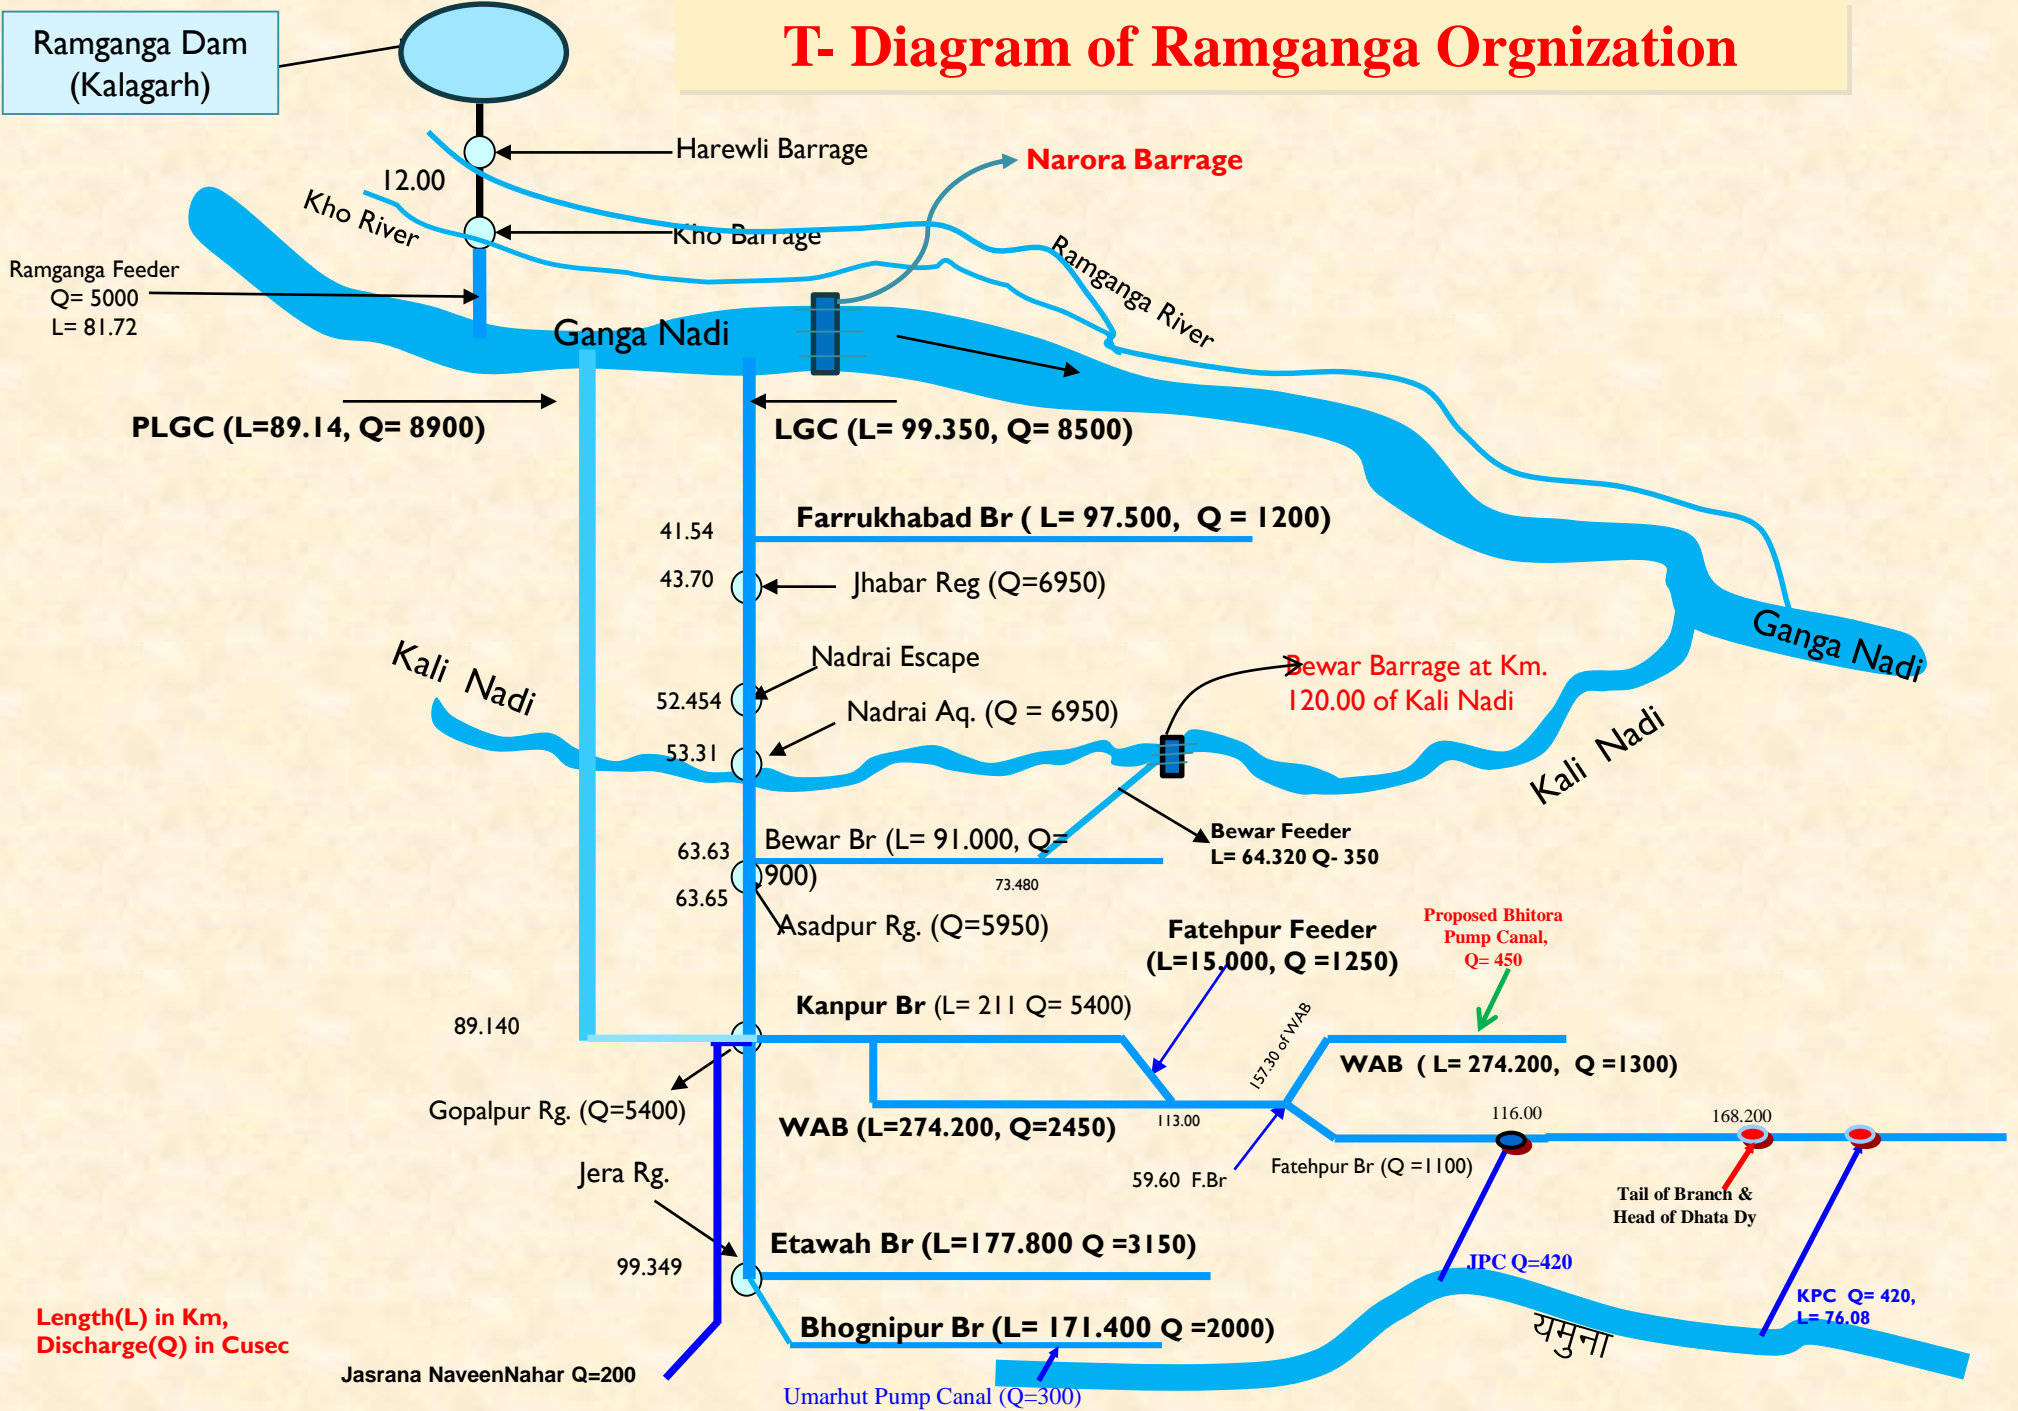 Ramganga Dam
(Kalagarh)
T- Diagram of Ramganga Orgnization
Harewli Barrage
Narora Barrage
12.00
Kho River
Kho Barrage
Ramganga River
Ramganga Feeder
Q= 5000
L= 81.72
Ganga Nadi
PLGC (L=89.14, Q= 8900)
LGC (L= 99.350, Q= 8500)
41.54
Farrukhabad Br ( L= 97.500, Q = 1200)
43.70
Jhabar Reg (Q=6950)
Ganga Nadi
Kali Nadi
Nadrai Escape
Bewar Barrage at Km.
120.00 of Kali Nadi
52.454
Nadrai Aq. (Q = 6950)
53.31
Kali Nadi
63.63
Bewar Br (L= 91.000, Q=
900)
Bewar Feeder
L= 64.320 Q- 350
73.480
63.65
Asadpur Rg. (Q=5950)
Fatehpur Feeder
(L=15.000, Q =1250)
Proposed Bhitora
Pump Canal,
Q= 450
Kanpur Br (L= 211 Q= 5400)
89.140
157.30 of WAB
WAB ( L= 274.200, Q =1300)
Gopalpur Rg. (Q=5400)
WAB (L=274.200, Q=2450)
113.00
116.00
168.200
59.60 F.Br
Fatehpur Br (Q =1100)
Jera Rg.
Tail of Branch &
Head of Dhata Dy
Etawah Br (L=177.800 Q =3150)
99.349
JPC Q=420
KPC Q= 420,
L= 76.08
Length(L) in Km,
Discharge(Q) in Cusec
Bhognipur Br (L= 171.400 Q =2000)
यमुना
Jasrana NaveenNahar Q=200
Umarhut Pump Canal (Q=300)